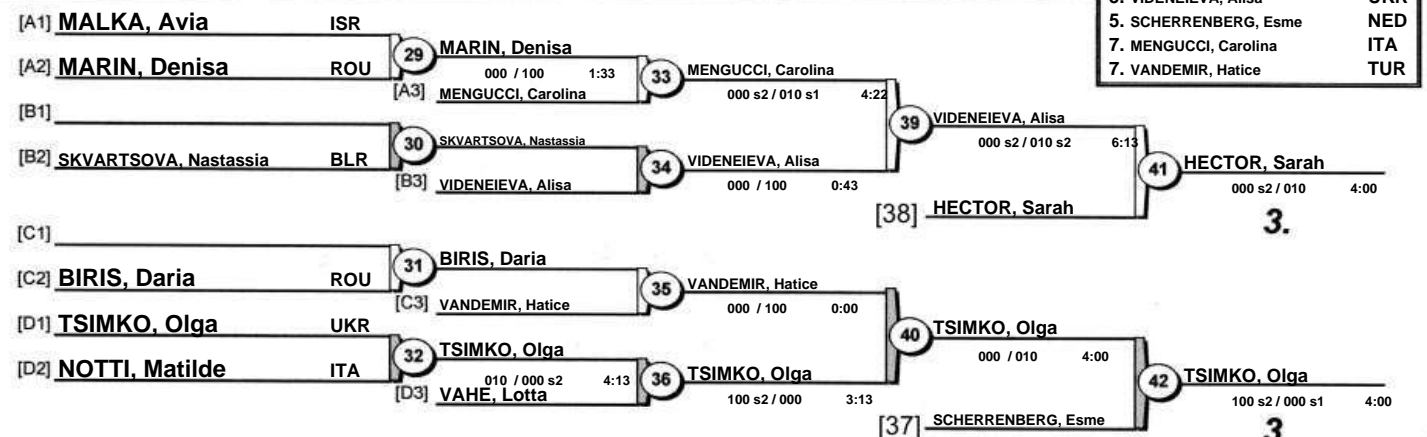 5. VIDENEIEVA, Alisa UKR
5. SCHERRENBERG, Esme NED
7. MENGUCCI, Carolina ITA
7. VANDEMIR, Hatice TUR
[A1] MALKA, Avia ISR
29 MARIN, Denisa
[A2] MARIN, Denisa ROU
000 / 100 1:33
33 MENGUCCI, Carolina
[A3] MENGUCCI, Carolina
000 s2 / 010 s1 4:22
[B1]
39 VIDENEIEVA, Alisa
30 SKVARTSOVA, Nastassia
000 s2 / 010 s2 6:13
[B2] SKVARTSOVA, Nastassia BLR
34 VIDENEIEVA, Alisa
41 HECTOR, Sarah
[B3] VIDENEIEVA, Alisa
000 / 100 0:43
000 s2 / 010 4:00
[38] HECTOR, Sarah
3.
[C1]
31 BIRIS, Daria
[C2] BIRIS, Daria ROU
35 VANDEMIR, Hatice
[C3] VANDEMIR, Hatice
000 / 100 0:00
[D1] TSIMKO, Olga UKR
40 TSIMKO, Olga
32 TSIMKO, Olga
000 / 010 4:00
[D2] NOTTI, Matilde ITA
010 / 000 s2 4:13
36 TSIMKO, Olga
42 TSIMKO, Olga
[D3] VAHE, Lotta
100 s2 / 000 3:13
100 s2 / 000 s1 4:00
[37] SCHERRENBERG, Esme
3